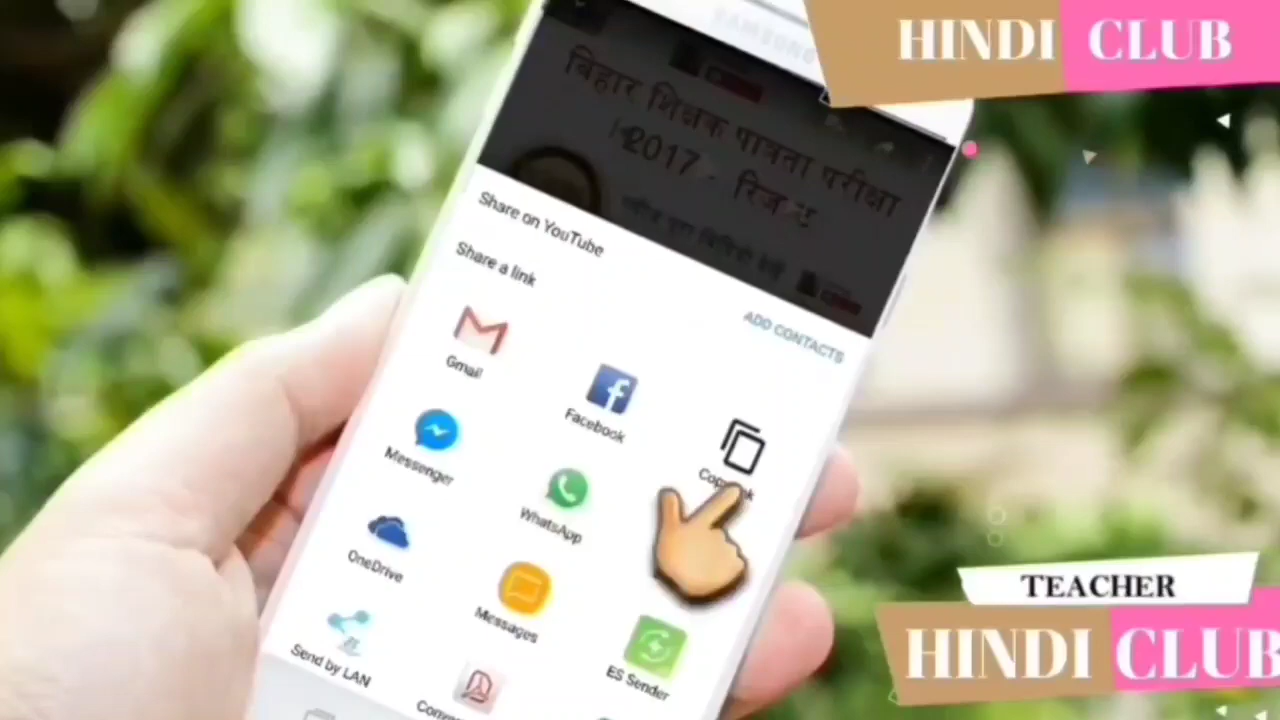 HINDI CLUB
SAMSUNG
बिहार शिक्षक पात्रता परीक्षा
2017
Share on YouTube
Share a link
ADD CONTACTS
Gmail
Facebook
Messenger
WhatsApp
OneDrive
Messages
Send by LAN
ES Sender
TEACHER
HINDI CLUB